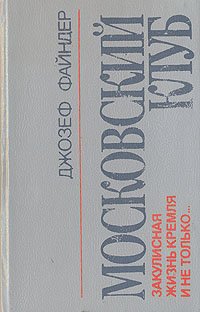 ДЖОЗЕФ ФАЙНДЕР
МОСКОВСКИЙ
КЛУБ
ЗАКУЛИСНАЯ
ЖИЗНЬ КРЕМЛЯ
И НЕ ТОЛЬКО...